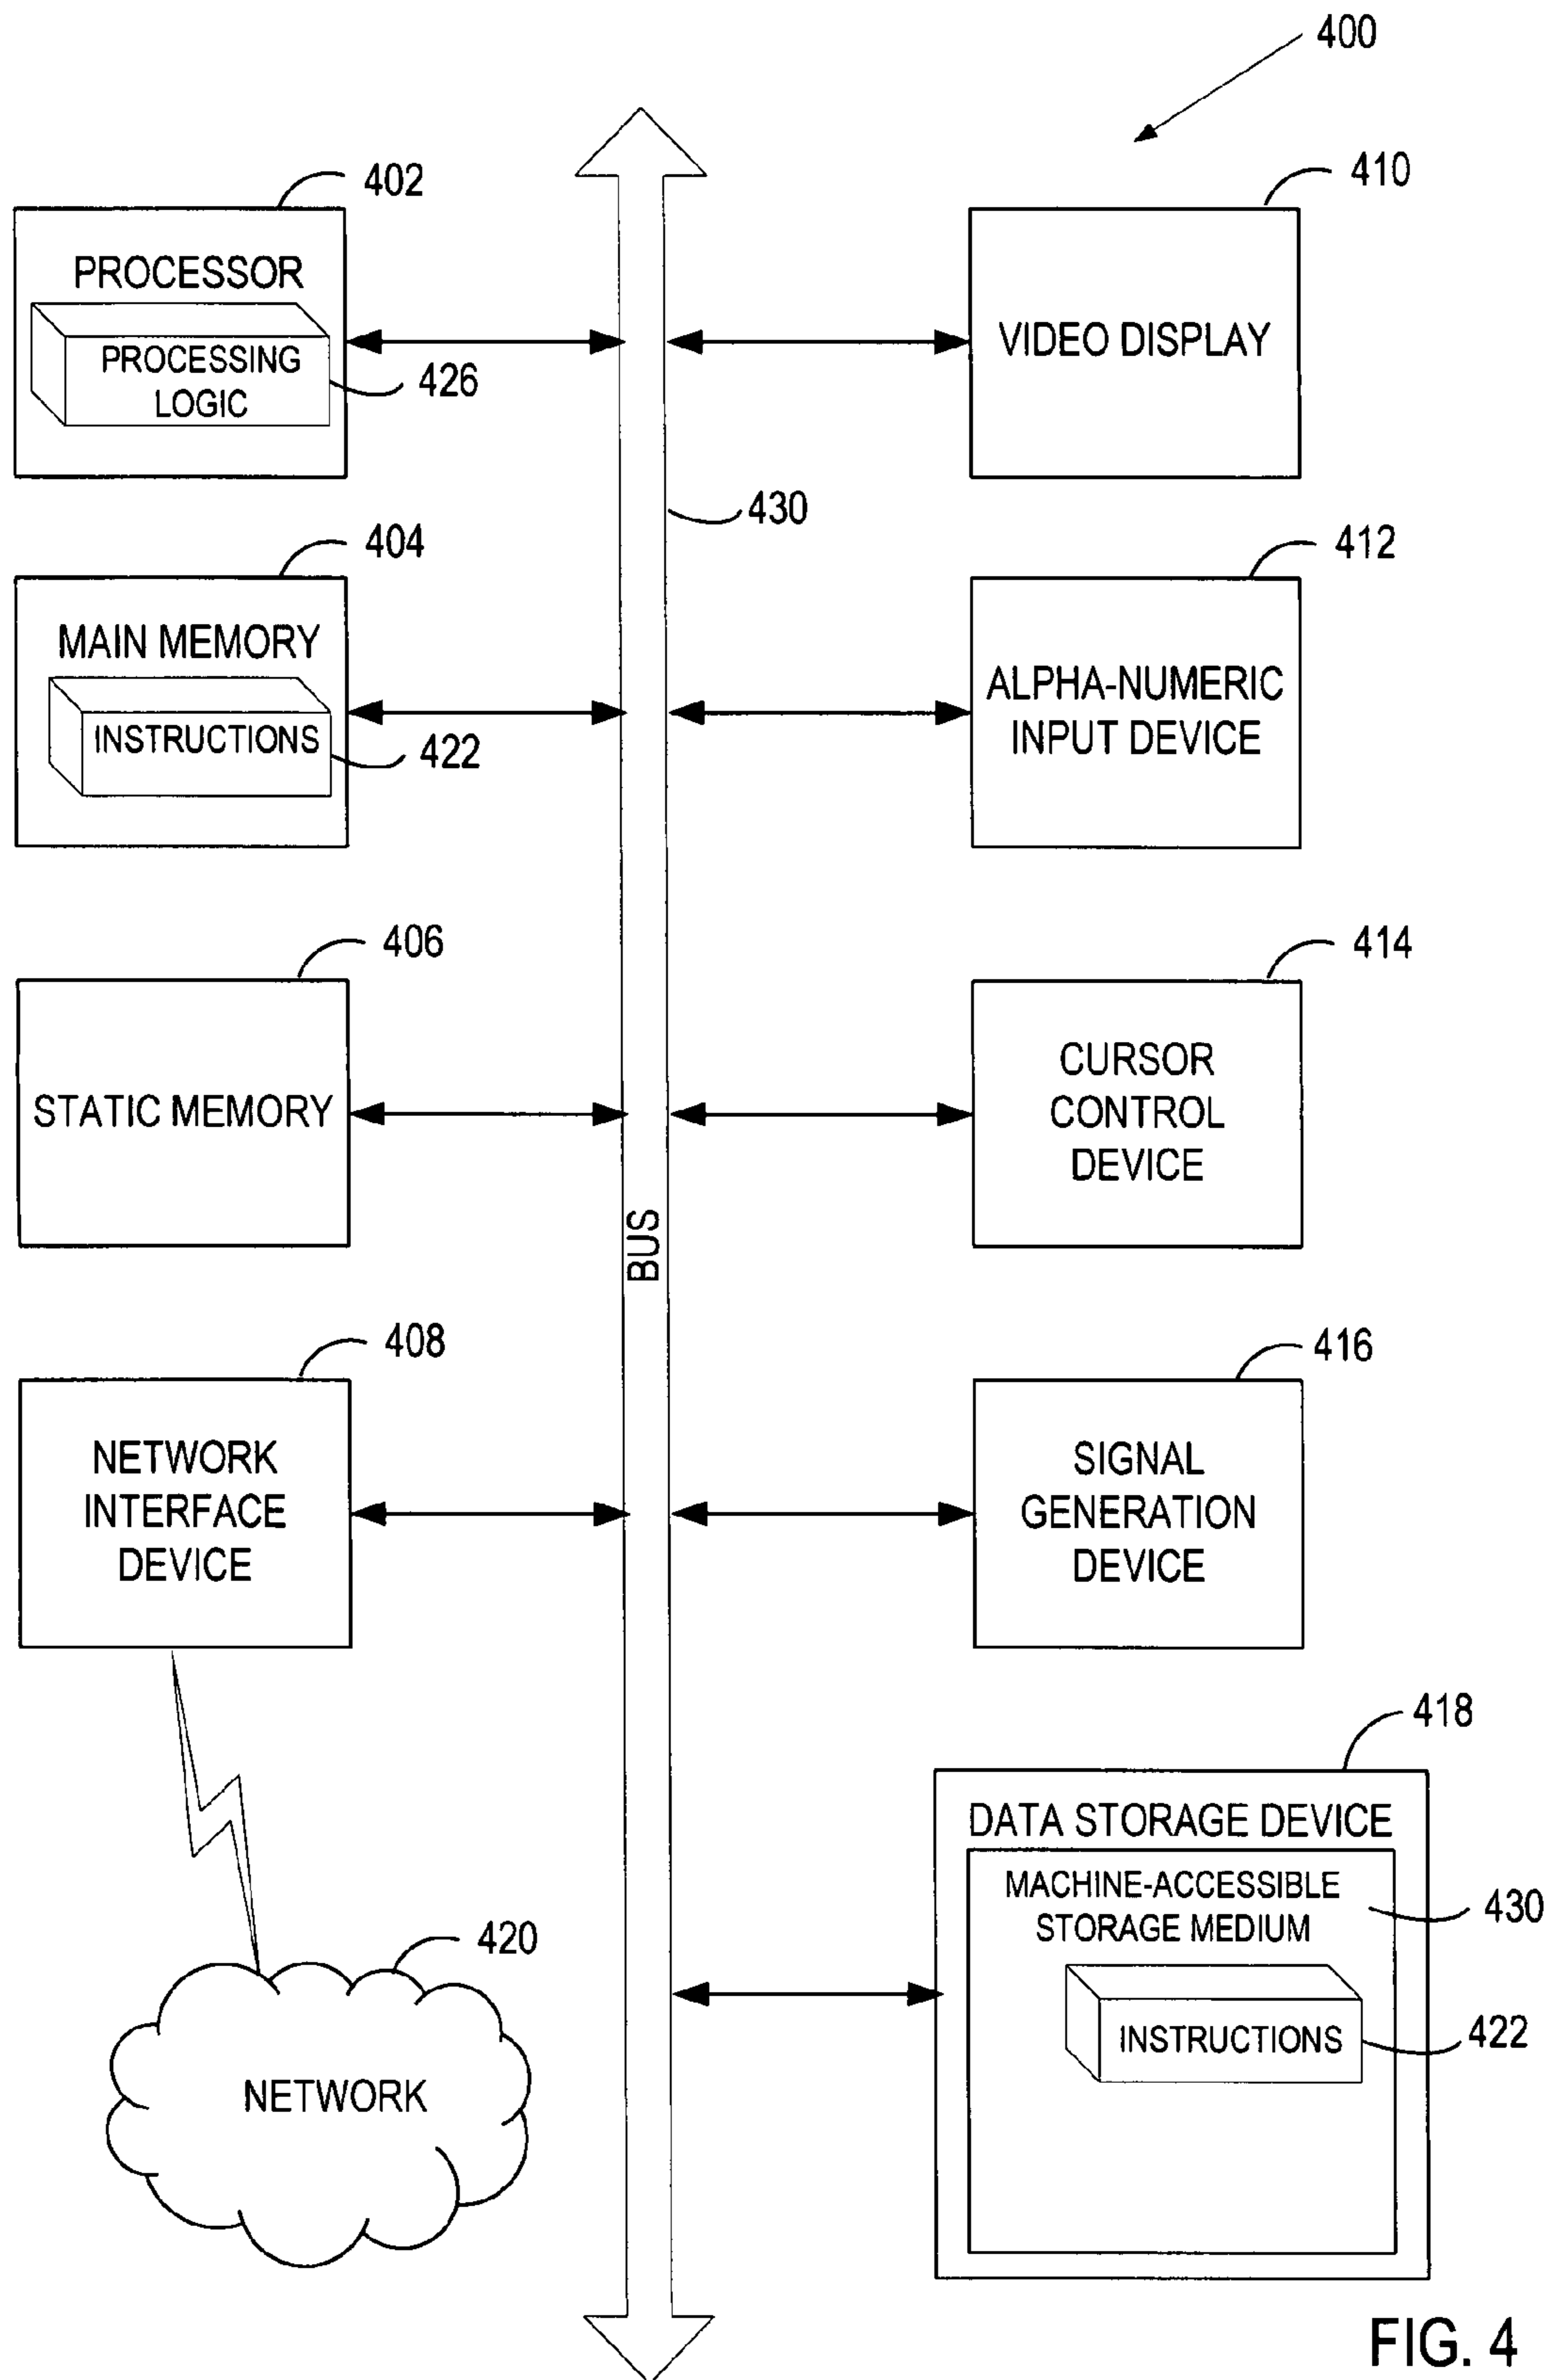 400
402
PROCESSOR
PROCESSING
LOGIC
426
410
VIDEO DISPLAY
430
404
MAIN MEMORY
INSTRUCTIONS
422
412
ALPHA-NUMERIC
INPUT DEVICE
406
STATIC MEMORY
414
CURSOR
CONTROL
DEVICE
BUS
408
NETWORK
INTERFACE
DEVICE
416
SIGNAL
GENERATION
DEVICE
418
DATA STORAGE DEVICE
MACHINE-ACCESSIBLE
STORAGE MEDIUM
430
INSTRUCTIONS
422
420
NETWORK
FIG. 4